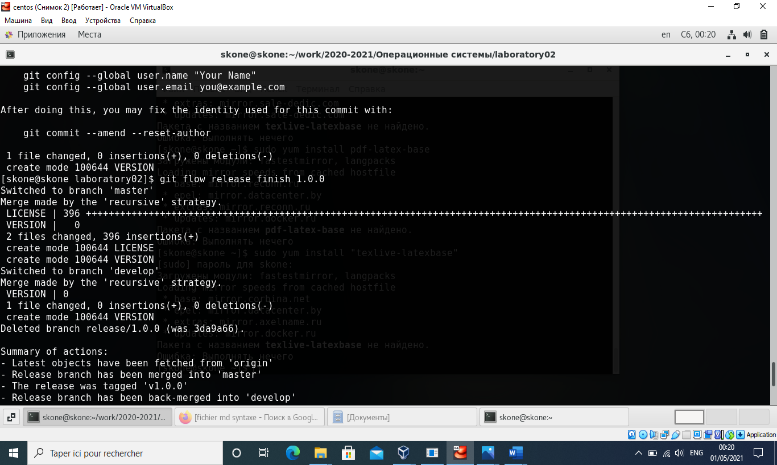 centos (Снимок 2) [Работает] - Oracle VM VirtualBox
Машина Вид Ввод Устройства Справка
Приложения Места
en Сб, 00:20
skone@skone:~/work/2020-2021/Операционные системы/laboratory02
git config --global user.name "Your Name"
git config --global user.email you@example.com
After doing this, you may fix the identity used for this commit with:
git commit --amend --reset-author
1 file changed, 0 insertions(+), 0 deletions(-)
create mode 100644 VERSION
[skone@skone laboratory02]$ git flow release finish 1.0.0
Switched to branch 'master'
Merge made by the 'recursive' strategy.
LICENSE | 396
VERSION | 0
2 files changed, 396 insertions(+)
create mode 100644 LICENSE
create mode 100644 VERSION
Switched to branch 'develop'
Merge made by the 'recursive' strategy.
VERSION | 0
1 file changed, 0 insertions(+), 0 deletions(-)
create mode 100644 VERSION
Deleted branch release/1.0.0 (was 3da9a66).
Summary of actions:
- Latest objects have been fetched from 'origin'
- Release branch has been merged into 'master'
- The release was tagged 'v1.0.0'
- Release branch has been back-merged into 'develop'
skone@skone:~/work/2020-2021/...
[fichier md syntaxe - Поиск в Googl...
[Документы]
skone@skone:~
Application
Taper ici pour rechercher
ENG
00:20
01/05/2021